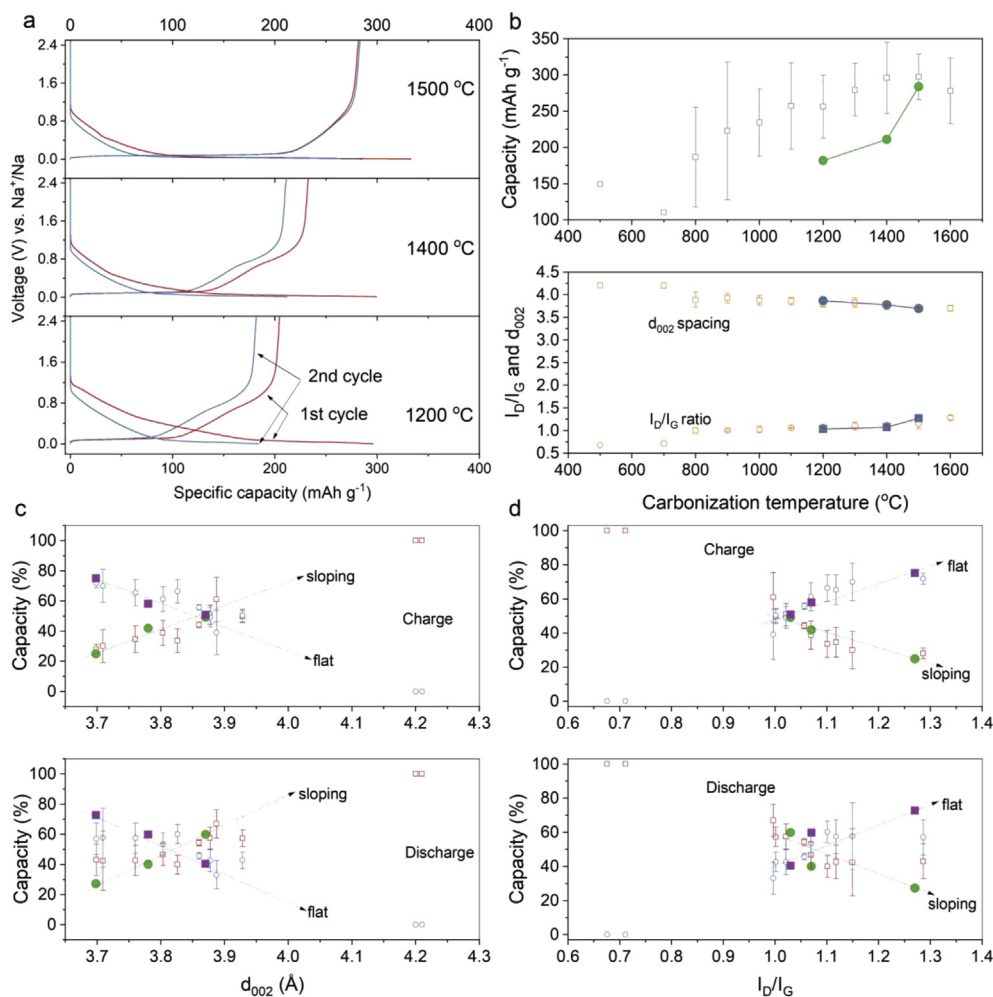 a
0 100 200 300 400
2.4
1.6
0.8
0.0
1500 °C
2.4
1.6
0.8
0.0
1400 °C
2.4
1.6
0.8
0.0
2nd cycle
1st cycle
1200 °C
0 100 200 300 400
Voltage (V) vs. Na⁺/Na
Specific capacity (mAh g⁻¹)
b
350
300
250
200
150
100
Capacity (mAh g⁻¹)
400 600 800 1000 1200 1400 1600
4.5
4.0
3.5
3.0
2.5
2.0
1.5
1.0
0.5
I_D/I_G and d₀₀₂
d₀₀₂ spacing
I_D/I_G ratio
400 600 800 1000 1200 1400 1600
Carbonization temperature (°C)
c
100
80
60
40
20
0
Capacity (%)
sloping
Charge
flat
3.7 3.8 3.9 4.0 4.1 4.2 4.3
100
80
60
40
20
0
Capacity (%)
sloping
Discharge
flat
3.7 3.8 3.9 4.0 4.1 4.2 4.3
d₀₀₂ (Å)
d
100
80
60
40
20
0
Capacity (%)
Charge
flat
sloping
0.6 0.7 0.8 0.9 1.0 1.1 1.2 1.3 1.4
100
80
60
40
20
0
Capacity (%)
Discharge
flat
sloping
0.6 0.7 0.8 0.9 1.0 1.1 1.2 1.3 1.4
I_D/I_G